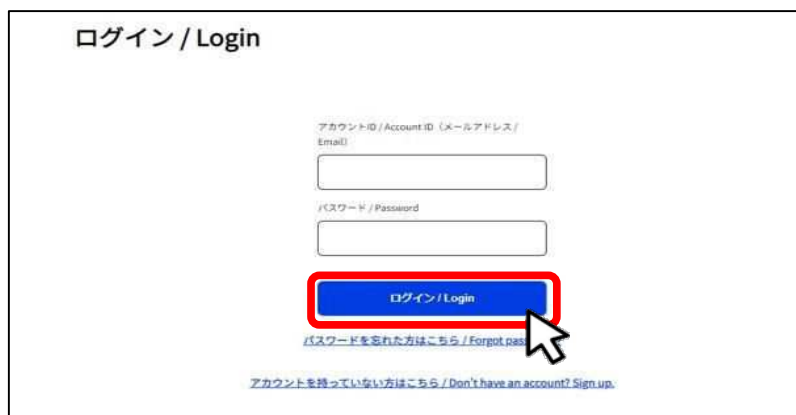 ログイン / Login
アカウントID / Account ID（メールアドレス /
Email）
パスワード / Password
ログイン / Login
パスワードを忘れた方はこちら / Forgot
アカウントを持っていない方はこちら / Don't have an account? Sign up.